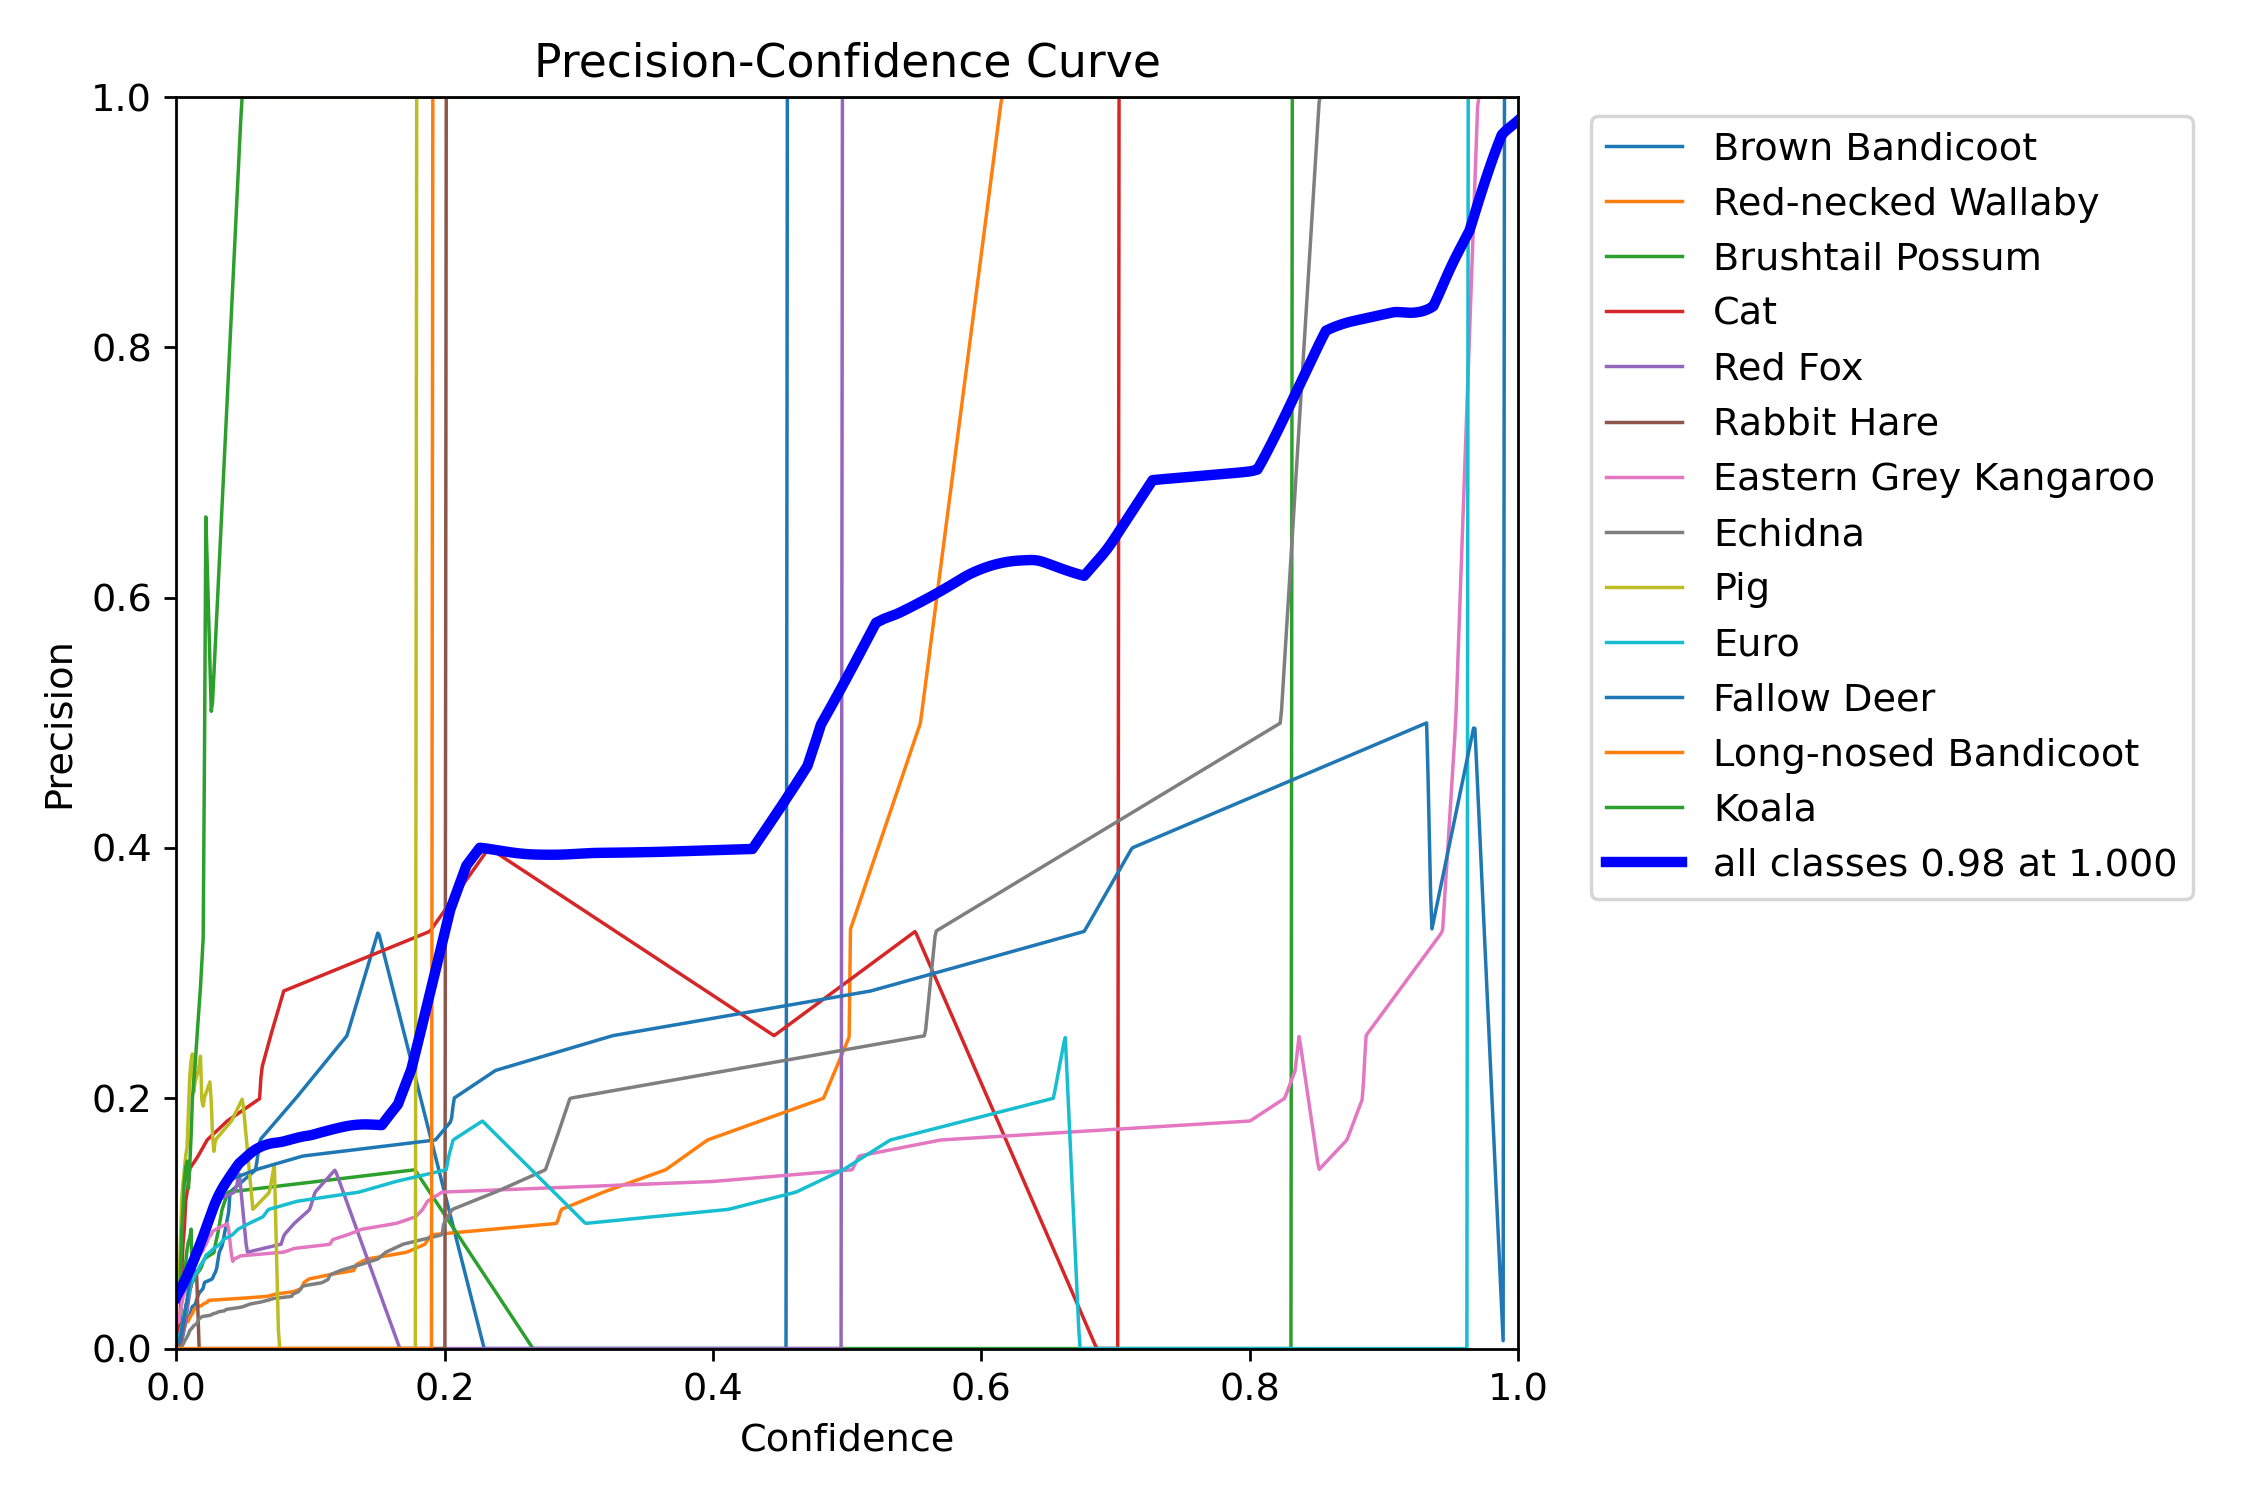 Precision-Confidence Curve
1.0
0.8
0.6
0.4
0.2
0.0
Precision
0.0 0.2 0.4 0.6 0.8 1.0
Confidence
Brown Bandicoot
Red-necked Wallaby
Brushtail Possum
Cat
Red Fox
Rabbit Hare
Eastern Grey Kangaroo
Echidna
Pig
Euro
Fallow Deer
Long-nosed Bandicoot
Koala
all classes 0.98 at 1.000